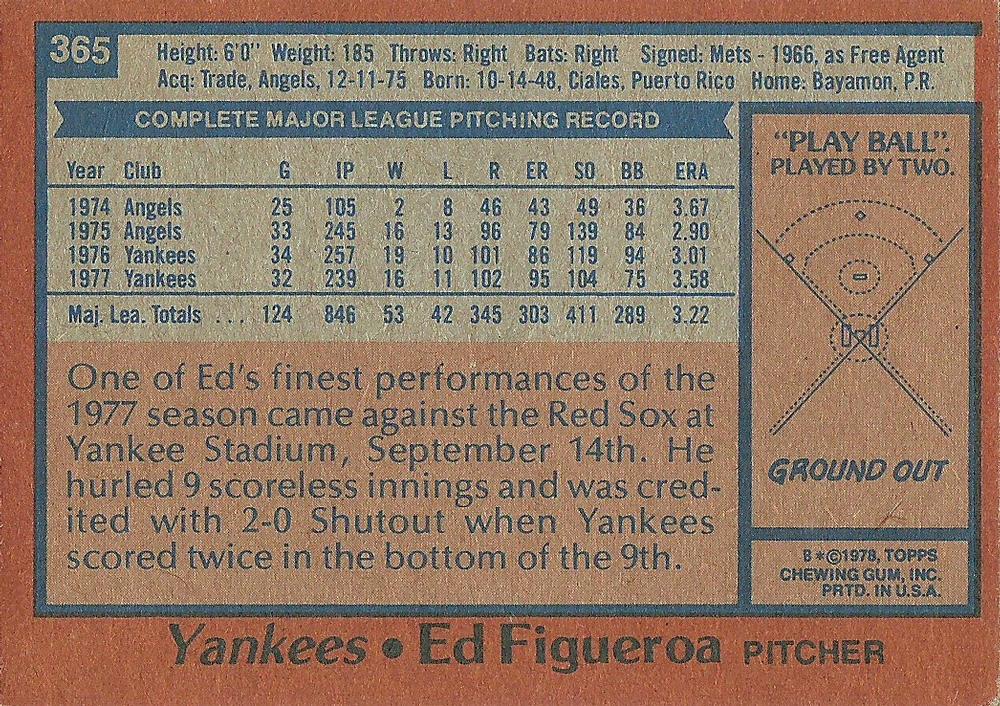 365
Height: 6'0" Weight: 185 Throws: Right Bats: Right Signed: Mets - 1966, as Free Agent
Acq: Trade, Angels, 12-11-75 Born: 10-14-48, Ciales, Puerto Rico Home: Bayamon, P.R.
COMPLETE MAJOR LEAGUE PITCHING RECORD
Year Club G IP W L R ER SO BB ERA
1974 Angels 25 105 2 8 46 43 49 36 3.67
1975 Angels 33 245 16 13 96 79 139 84 2.90
1976 Yankees 34 257 19 10 101 86 119 94 3.01
1977 Yankees 32 239 16 11 102 95 104 75 3.58
Maj. Lea. Totals ... 124 846 53 42 345 303 411 289 3.22
One of Ed's finest performances of the
1977 season came against the Red Sox at
Yankee Stadium, September 14th. He
hurled 9 scoreless innings and was cred-
ited with 2-0 Shutout when Yankees
scored twice in the bottom of the 9th.
"PLAY BALL".
PLAYED BY TWO.
GROUND OUT
B*©1978, TOPPS
CHEWING GUM, INC.
PRTD. IN U.S.A.
Yankees • Ed Figueroa PITCHER